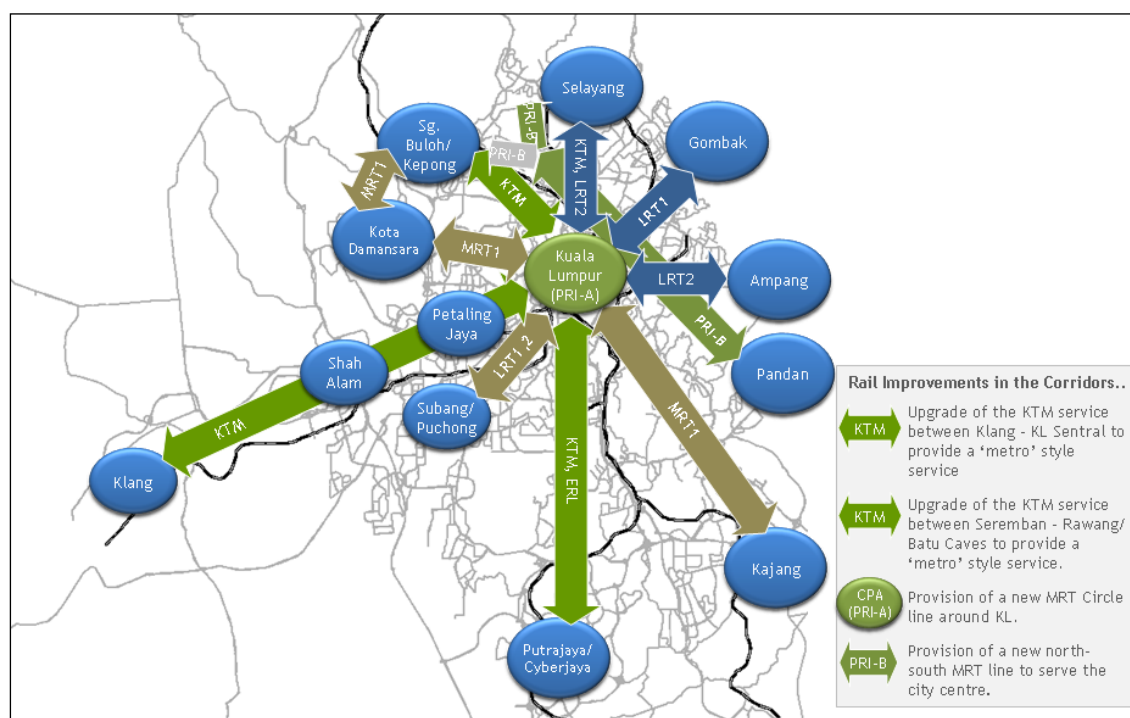 Selayang
PRI-B
Sg.
Buloh/
Kepong
Gombak
PRI-B
KTM, LRT2
MRT1
KTM
LRT1
Kota
Damansara
MRT1
Kuala
Lumpur
(PRI-A)
LRT2
Ampang
Petaling
Jaya
PRI-B
Shah
Alam
LRT1,2
Pandan
Subang/
Puchong
KTM
MRT1
Klang
KTM, ERL
Kajang
Putrajaya/
Cyberjaya
Rail Improvements in the Corridors..
KTM
Upgrade of the KTM service
between Klang - KL Sentral to
provide a ‘metro’ style
service
KTM
Upgrade of the KTM service
between Seremban - Rawang/
Batu Caves to provide a
‘metro’ style service.
CPA
(PRI-A)
Provision of a new MRT Circle
line around KL.
PRI-B
Provision of a new north-
south MRT line to serve the
city centre.